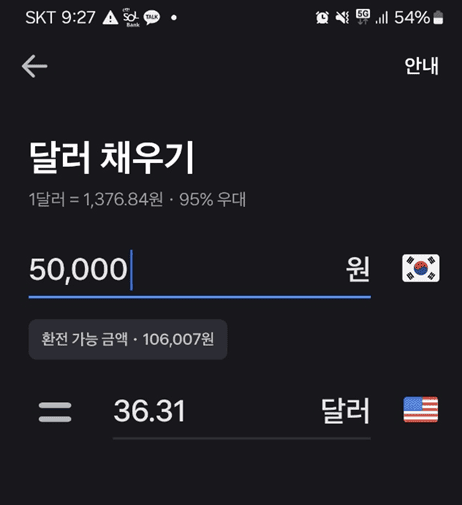 SKT 9:27 SOL Bank TALK 5G 54%
안내
달러 채우기
1달러 = 1,376.84원 · 95% 우대
50,000 원
환전 가능 금액 · 106,007원
= 36.31 달러